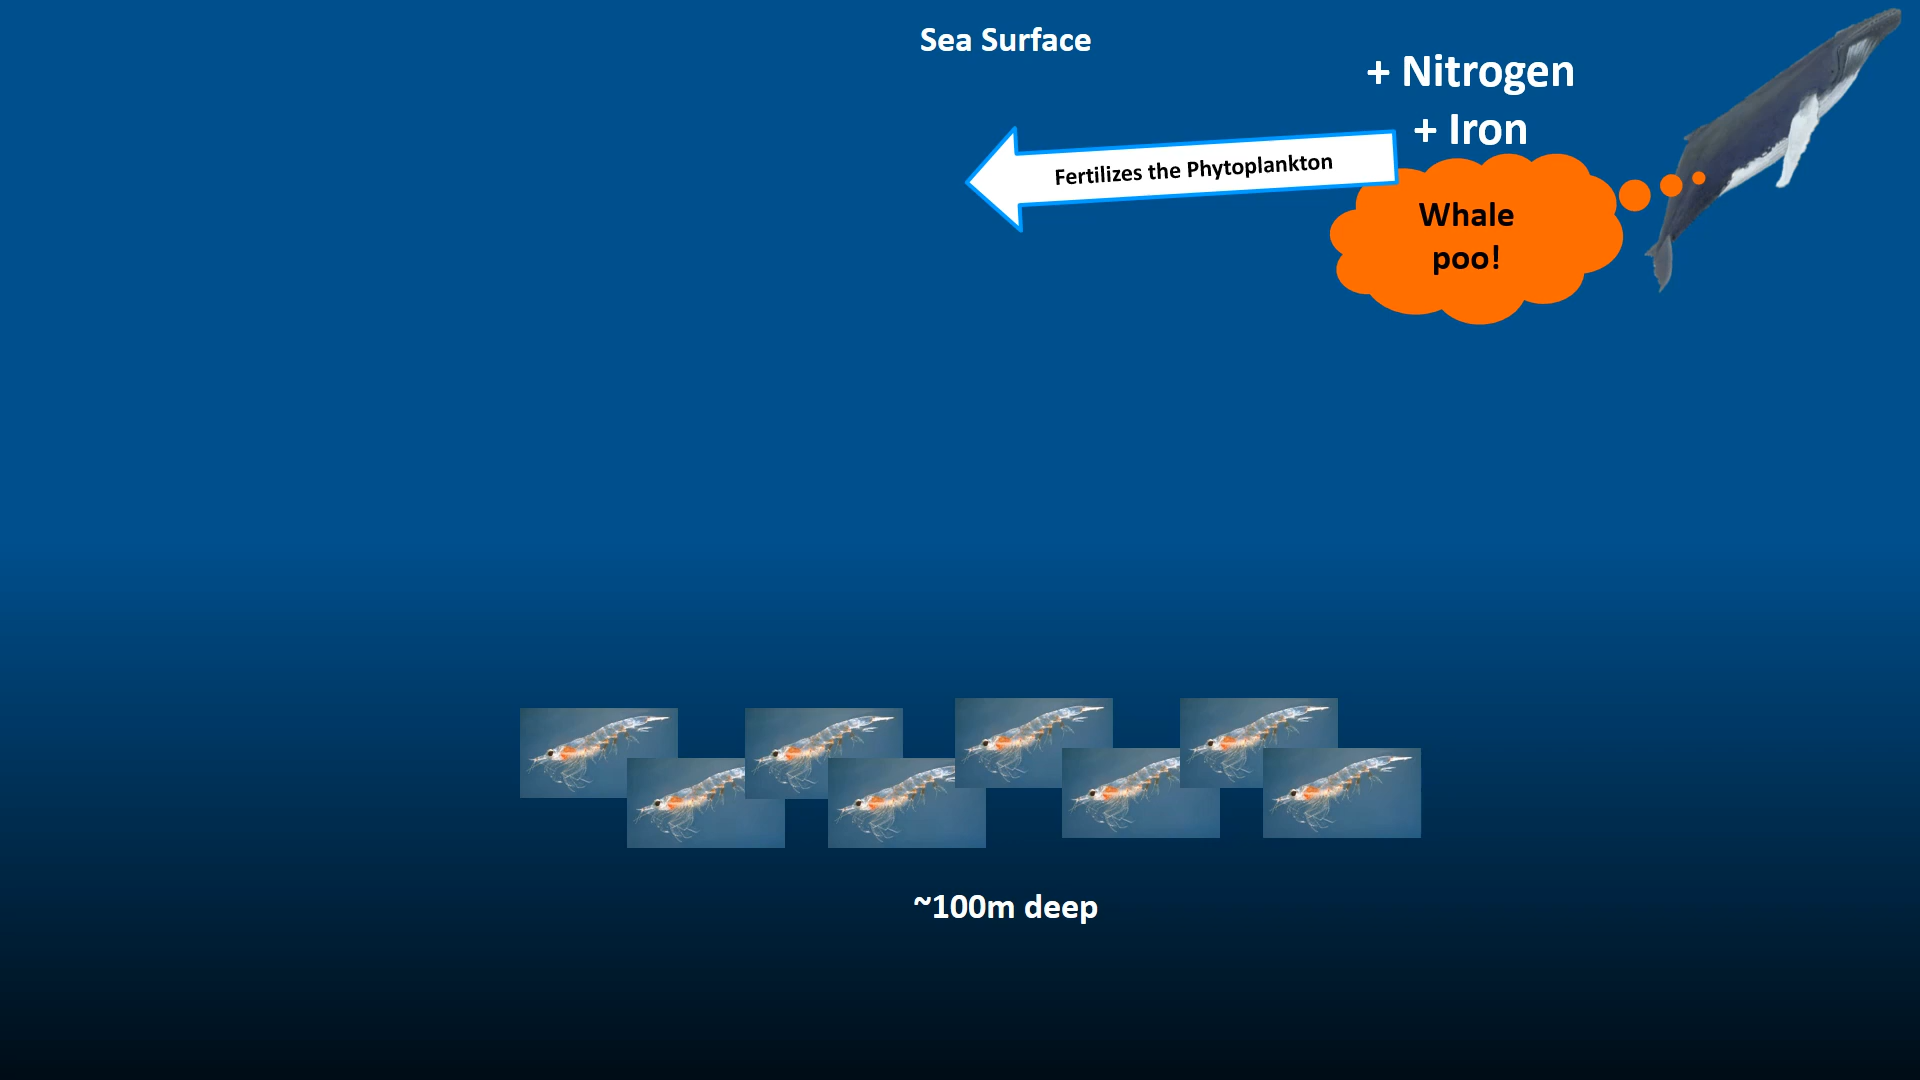 Sea Surface
+ Nitrogen
+ Iron
Fertilizes the Phytoplankton
Whale
poo!
~100m deep